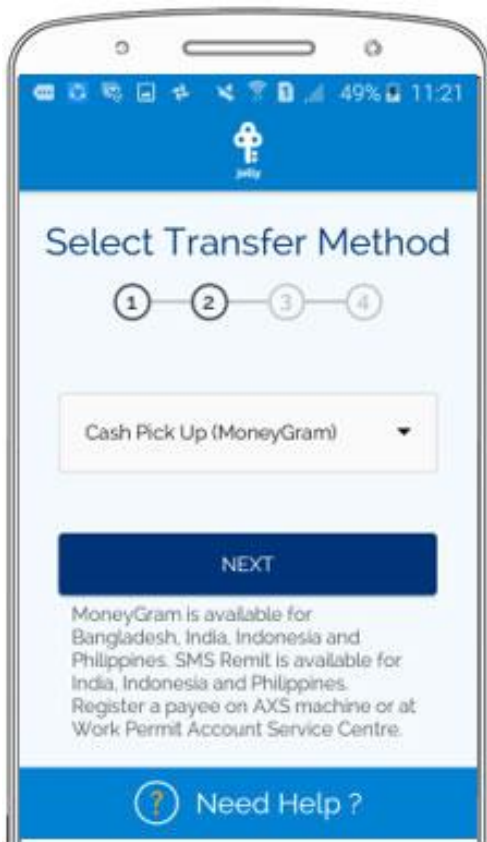 49% 11:21
jolly
Select Transfer Method
1 2 3 4
Cash Pick Up (MoneyGram)
NEXT
MoneyGram is available for
Bangladesh, India, Indonesia and
Philippines. SMS Remit is available for
India, Indonesia and Philippines.
Register a payee on AXS machine or at
Work Permit Account Service Centre.
? Need Help ?